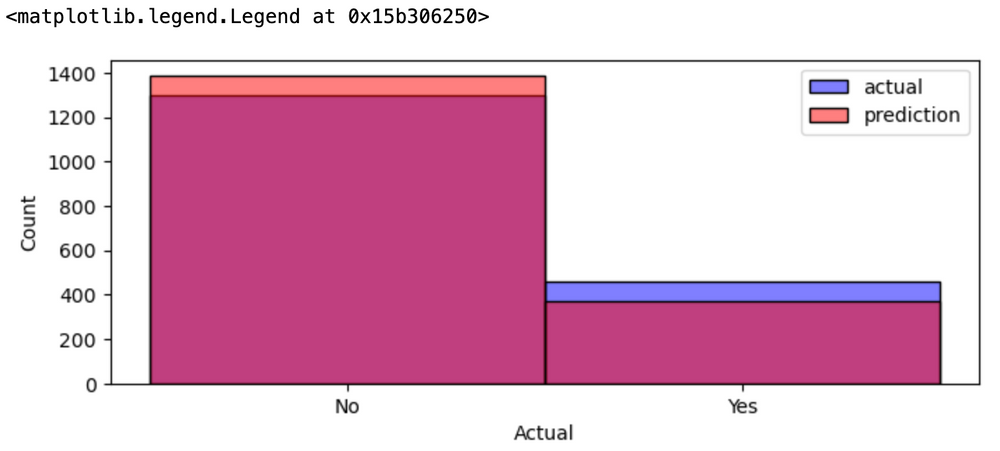 <matplotlib.legend.Legend at 0x15b306250>
1400
1200
1000
800
600
400
200
0
Count
actual
prediction
No
Yes
Actual